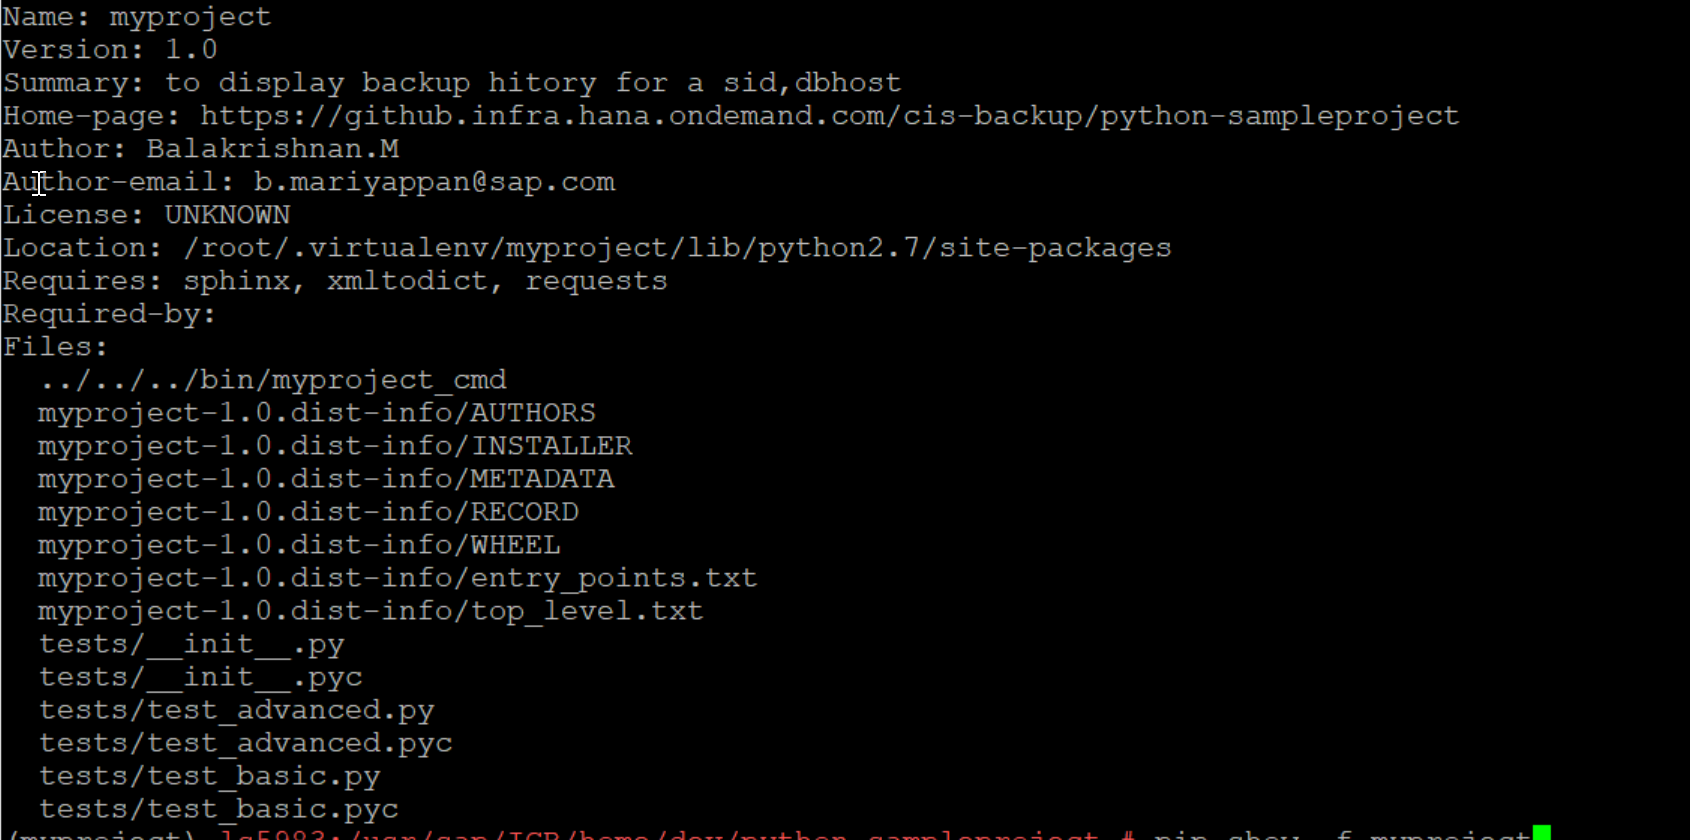 Name: myproject
Version: 1.0
Summary: to display backup hitory for a sid,dbhost
Home-page: https://github.infra.hana.ondemand.com/cis-backup/python-sampleproject
Author: Balakrishnan.M
Author-email: b.mariyappan@sap.com
License: UNKNOWN
Location: /root/.virtualenv/myproject/lib/python2.7/site-packages
Requires: sphinx, xmltodict, requests
Required-by:
Files:
  ../../../bin/myproject_cmd
  myproject-1.0.dist-info/AUTHORS
  myproject-1.0.dist-info/INSTALLER
  myproject-1.0.dist-info/METADATA
  myproject-1.0.dist-info/RECORD
  myproject-1.0.dist-info/WHEEL
  myproject-1.0.dist-info/entry_points.txt
  myproject-1.0.dist-info/top_level.txt
  tests/__init__.py
  tests/__init__.pyc
  tests/test_advanced.py
  tests/test_advanced.pyc
  tests/test_basic.py
  tests/test_basic.pyc
(myproject) # pip show -f myproject